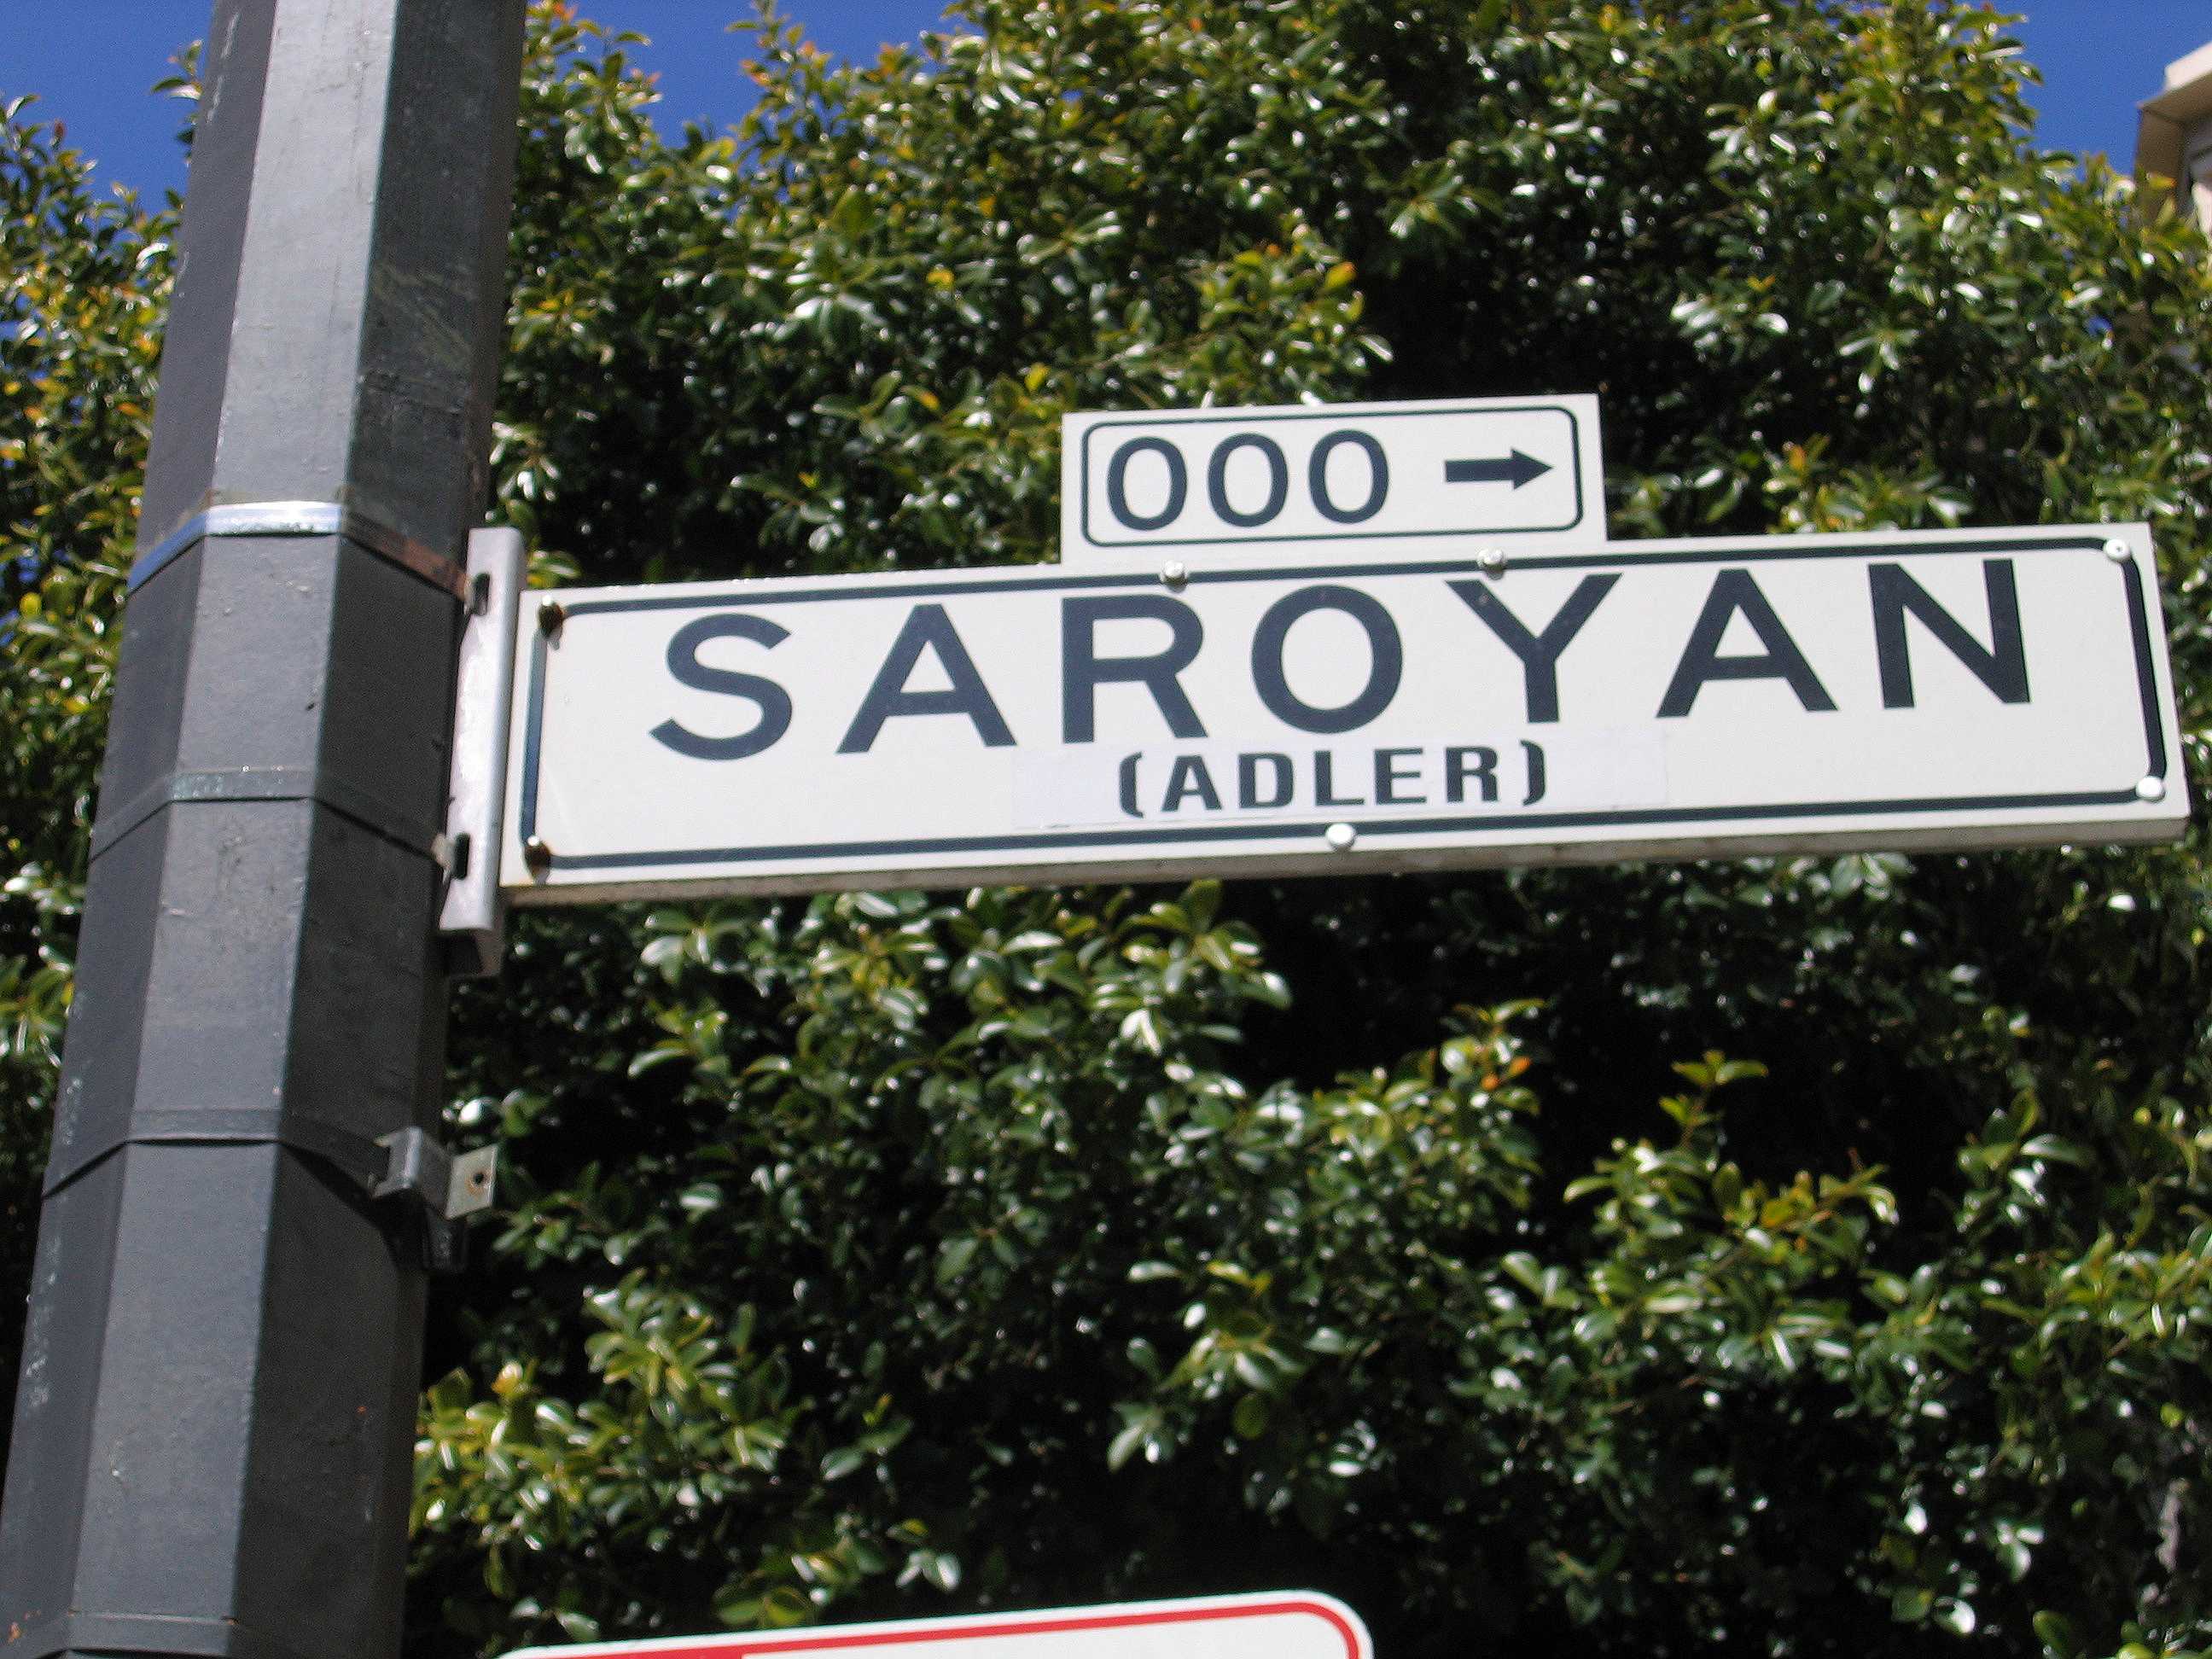 000 →
SAROYAN
(ADLER)